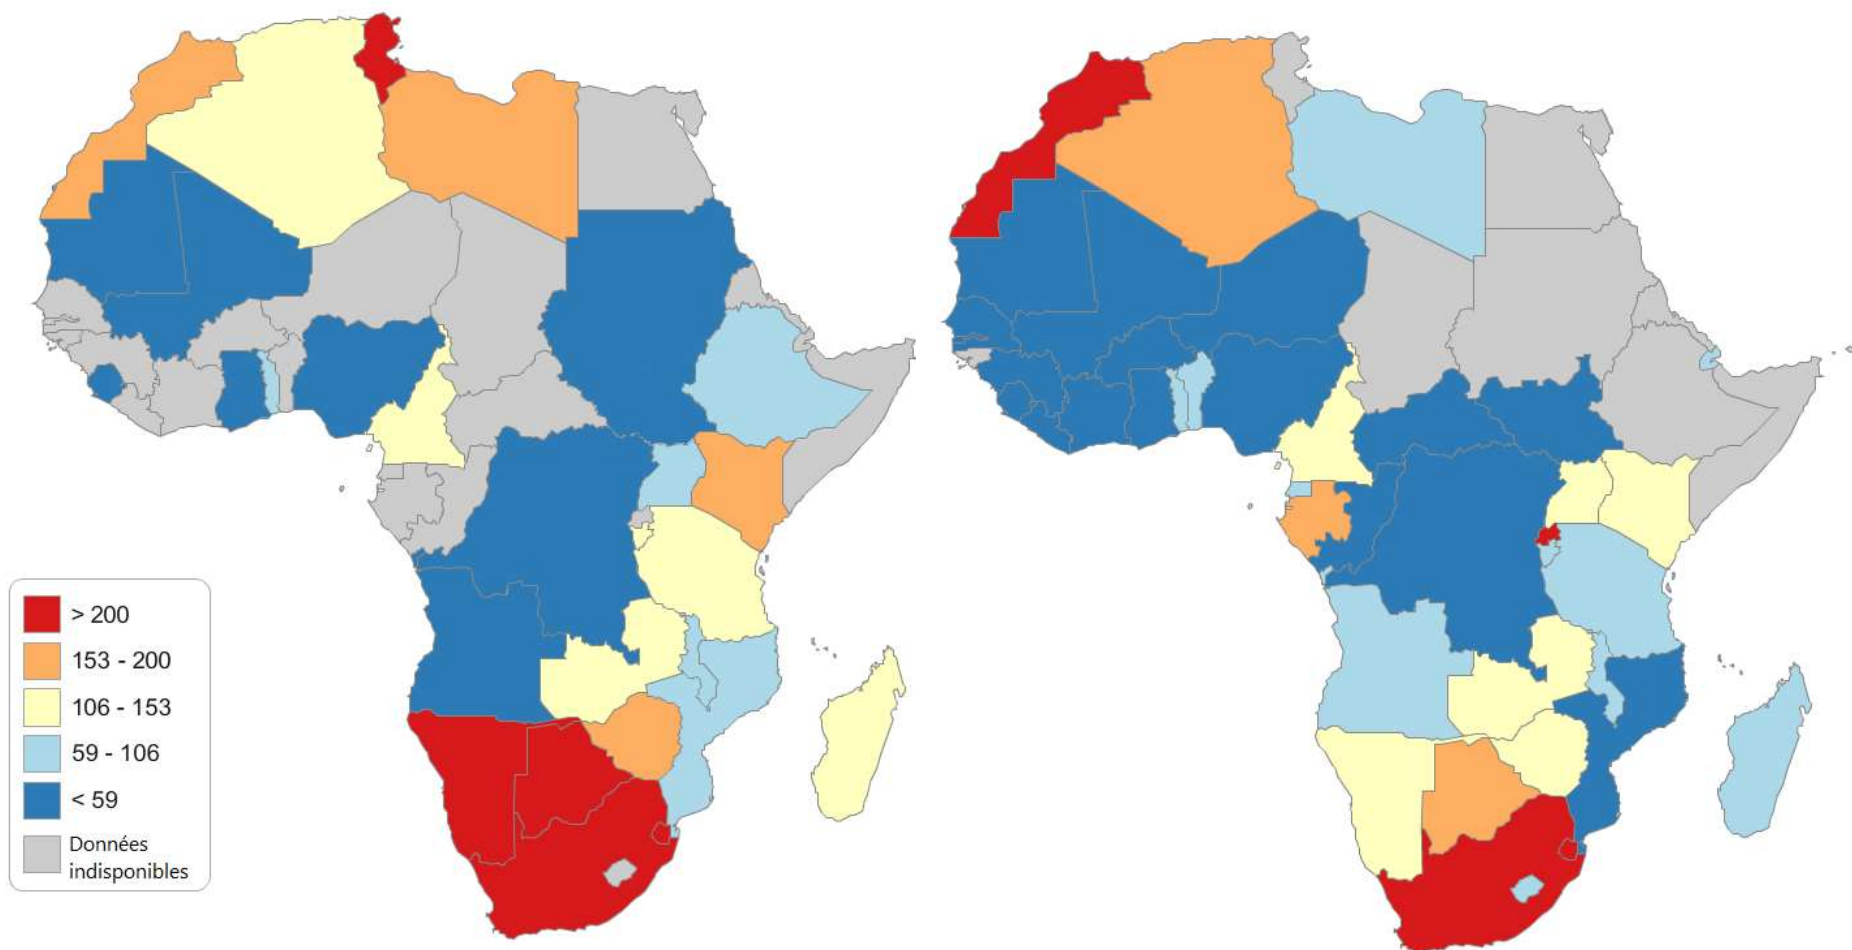 > 200
153 - 200
106 - 153
59 - 106
< 59
Données
indisponibles